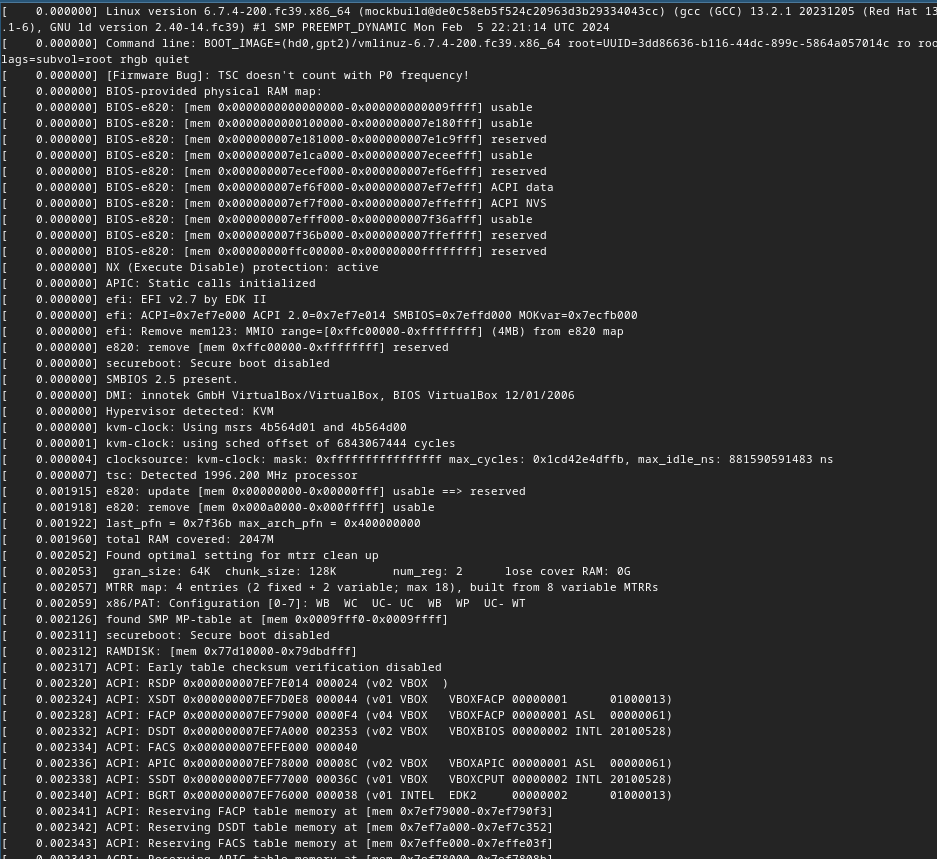 [    0.000000] Linux version 6.7.4-200.fc39.x86_64 (mockbuild@de0c58eb5f524c20963d3b29334043cc) (gcc (GCC) 13.2.1 20231205 (Red Hat 13
.1-6), GNU ld version 2.40-14.fc39) #1 SMP PREEMPT_DYNAMIC Mon Feb  5 22:21:14 UTC 2024
[    0.000000] Command line: BOOT_IMAGE=(hd0,gpt2)/vmlinuz-6.7.4-200.fc39.x86_64 root=UUID=3dd86636-b116-44dc-899c-5864a057014c ro roo
lags=subvol=root rhgb quiet
[    0.000000] [Firmware Bug]: TSC doesn't count with P0 frequency!
[    0.000000] BIOS-provided physical RAM map:
[    0.000000] BIOS-e820: [mem 0x0000000000000000-0x000000000009ffff] usable
[    0.000000] BIOS-e820: [mem 0x0000000000100000-0x000000007e180fff] usable
[    0.000000] BIOS-e820: [mem 0x000000007e181000-0x000000007e1c9fff] reserved
[    0.000000] BIOS-e820: [mem 0x000000007e1ca000-0x000000007eceefff] usable
[    0.000000] BIOS-e820: [mem 0x000000007ecef000-0x000000007ef6efff] reserved
[    0.000000] BIOS-e820: [mem 0x000000007ef6f000-0x000000007ef7efff] ACPI data
[    0.000000] BIOS-e820: [mem 0x000000007ef7f000-0x000000007effefff] ACPI NVS
[    0.000000] BIOS-e820: [mem 0x000000007efff000-0x000000007f36afff] usable
[    0.000000] BIOS-e820: [mem 0x000000007f36b000-0x000000007ffeffff] reserved
[    0.000000] BIOS-e820: [mem 0x00000000ffc00000-0x00000000ffffffff] reserved
[    0.000000] NX (Execute Disable) protection: active
[    0.000000] APIC: Static calls initialized
[    0.000000] efi: EFI v2.7 by EDK II
[    0.000000] efi: ACPI=0x7ef7e000 ACPI 2.0=0x7ef7e014 SMBIOS=0x7effd000 MOKvar=0x7ecfb000
[    0.000000] efi: Remove mem123: MMIO range=[0xffc00000-0xffffffff] (4MB) from e820 map
[    0.000000] e820: remove [mem 0xffc00000-0xffffffff] reserved
[    0.000000] secureboot: Secure boot disabled
[    0.000000] SMBIOS 2.5 present.
[    0.000000] DMI: innotek GmbH VirtualBox/VirtualBox, BIOS VirtualBox 12/01/2006
[    0.000000] Hypervisor detected: KVM
[    0.000000] kvm-clock: Using msrs 4b564d01 and 4b564d00
[    0.000001] kvm-clock: using sched offset of 6843067444 cycles
[    0.000004] clocksource: kvm-clock: mask: 0xffffffffffffffff max_cycles: 0x1cd42e4dffb, max_idle_ns: 881590591483 ns
[    0.000007] tsc: Detected 1996.200 MHz processor
[    0.001915] e820: update [mem 0x00000000-0x00000fff] usable ==> reserved
[    0.001918] e820: remove [mem 0x000a0000-0x000fffff] usable
[    0.001922] last_pfn = 0x7f36b max_arch_pfn = 0x400000000
[    0.001960] total RAM covered: 2047M
[    0.002052] Found optimal setting for mtrr clean up
[    0.002053]  gran_size: 64K  chunk_size: 128K        num_reg: 2      lose cover RAM: 0G
[    0.002057] MTRR map: 4 entries (2 fixed + 2 variable; max 18), built from 8 variable MTRRs
[    0.002059] x86/PAT: Configuration [0-7]: WB  WC  UC- UC  WB  WP  UC- WT
[    0.002126] found SMP MP-table at [mem 0x0009fff0-0x0009ffff]
[    0.002311] secureboot: Secure boot disabled
[    0.002312] RAMDISK: [mem 0x77d10000-0x79dbdfff]
[    0.002317] ACPI: Early table checksum verification disabled
[    0.002320] ACPI: RSDP 0x000000007EF7E014 000024 (v02 VBOX  )
[    0.002324] ACPI: XSDT 0x000000007EF7D0E8 000044 (v01 VBOX   VBOXFACP 00000001      01000013)
[    0.002328] ACPI: FACP 0x000000007EF79000 0000F4 (v04 VBOX   VBOXFACP 00000001 ASL  00000061)
[    0.002332] ACPI: DSDT 0x000000007EF7A000 002353 (v02 VBOX   VBOXBIOS 00000002 INTL 20100528)
[    0.002334] ACPI: FACS 0x000000007EFFE000 000040
[    0.002336] ACPI: APIC 0x000000007EF78000 00008C (v02 VBOX   VBOXAPIC 00000001 ASL  00000061)
[    0.002338] ACPI: SSDT 0x000000007EF77000 00036C (v01 VBOX   VBOXCPUT 00000002 INTL 20100528)
[    0.002340] ACPI: BGRT 0x000000007EF76000 000038 (v01 INTEL  EDK2     00000002      01000013)
[    0.002341] ACPI: Reserving FACP table memory at [mem 0x7ef79000-0x7ef790f3]
[    0.002342] ACPI: Reserving DSDT table memory at [mem 0x7ef7a000-0x7ef7c352]
[    0.002343] ACPI: Reserving FACS table memory at [mem 0x7effe000-0x7effe03f]
[    0.002343] ACPI: Reserving APIC table memory at [mem 0x7ef78000-0x7ef7808b]